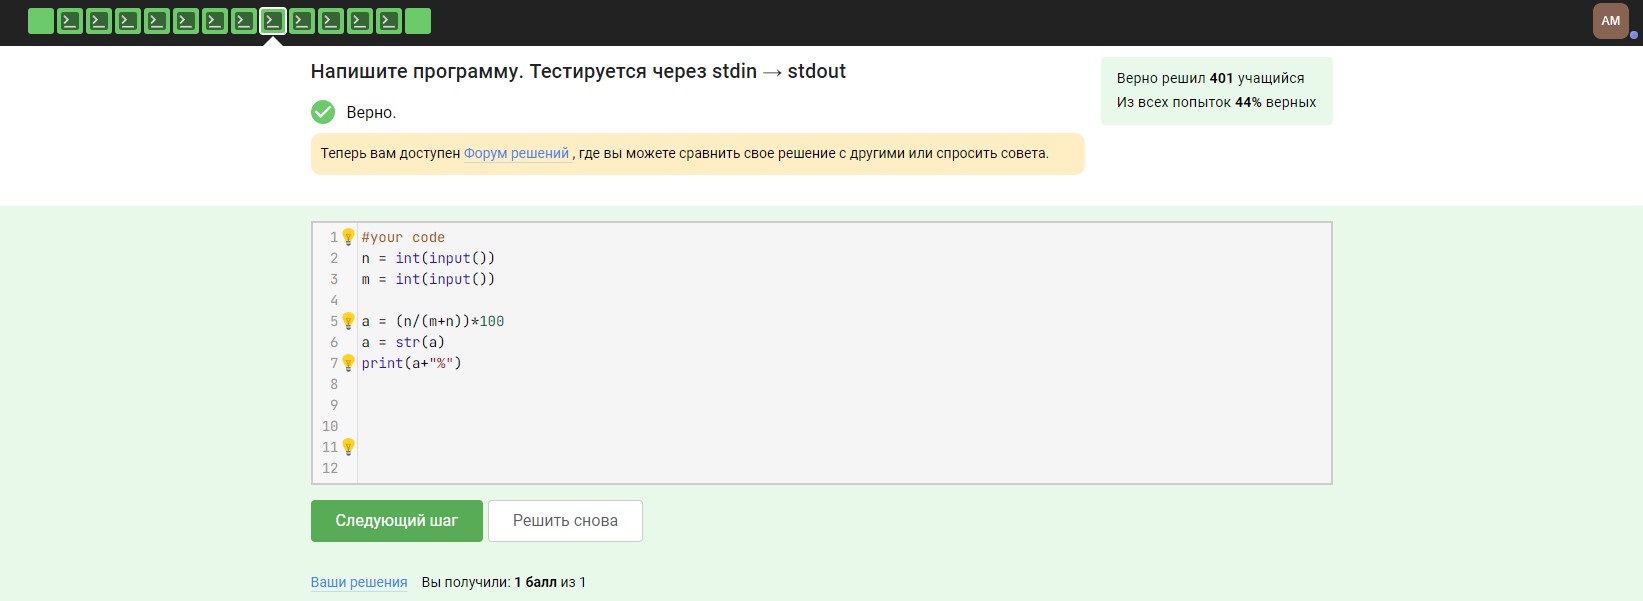 AM
Напишите программу. Тестируется через stdin → stdout
Верно решил 401 учащийся
Из всех попыток 44% верных
Верно.
Теперь вам доступен Форум решений , где вы можете сравнить свое решение с другими или спросить совета.
1 #your code
2 n = int(input())
3 m = int(input())
4
5 a = (n/(m+n))*100
6 a = str(a)
7 print(a+"%")
8
9
10
11
12
Следующий шаг Решить снова
Ваши решения Вы получили: 1 балл из 1